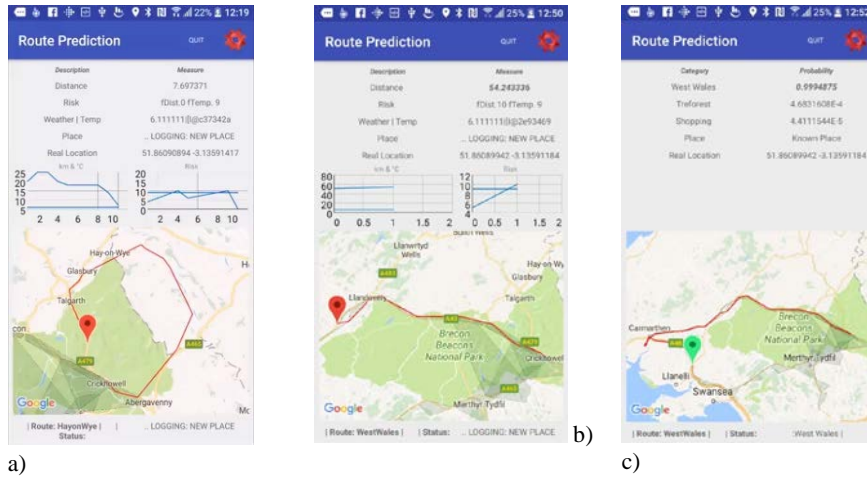 22% 12:19
Route Prediction
QUIT
Description Measure
Distance 7.697371
Risk fDist.0 fTemp. 9
Weather | Temp 6.111111@@c37342a
Place ... LOGGING: NEW PLACE
Real Location 51.86090894 -3.13591417
km & °C Risk
25
20
15
10
5
2 4 6 8 10
20
15
10
5
0
2 4 6 8 10
Hay-on-Wye
Glasbury
Talgarth
con
A479
A465
Crickhowell
Abergavenny
Google
| Route: HayonWye | | ... LOGGING: NEW PLACE
Status:
a)
25% 12:50
Route Prediction
QUIT
Description Measure
Distance 54.243336
Risk fDist.10 fTemp. 9
Weather | Temp 6.111111@@2e93469
Place ... LOGGING: NEW PLACE
Real Location 51.86089942 -3.13591184
km & °C Risk
80
60
40
20
0
0 0.5 1 1.5 2
12
10
8
6
4
0 0.5 1 1.5 2
Llanwrtyd
Wells
A483
Hay-on-Wy
Glasbury
Llandovery
Talgarth
A40
Brecon
Beacons
National Park
A479
Crickhowell
A465
Merthyr Tydfil
Google
| Route: WestWales | | Status: ... LOGGING: NEW PLACE
b)
25% 12:52
Route Prediction
QUIT
Category Probability
West Wales 0.9994875
Treforest 4.6831608E-4
Shopping 4.4111544E-5
Place Known Place
Real Location 51.86089942 -3.13591184
Carmarthen
A48
Brecon
Beacons
National Park
Merthyr Tydfil
Llanelli
Swansea
Google
| Route: WestWales | | Status: :West Wales |
c)